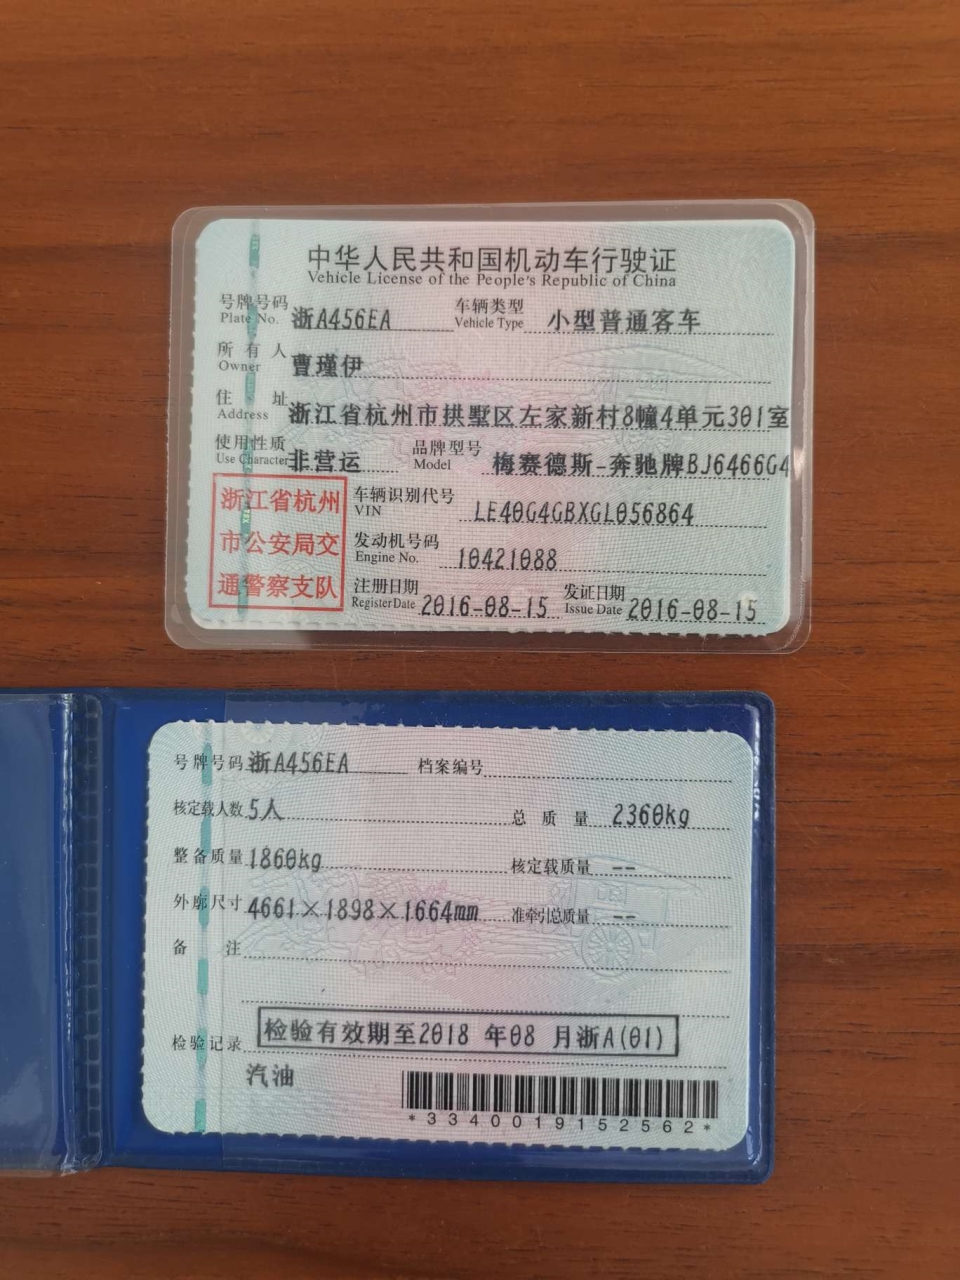 中华人民共和国机动车行驶证
Vehicle License of the People's Republic of China
号牌号码 Plate No. 浙A456EA 车辆类型 Vehicle Type 小型普通客车
所有人 Owner 曹瑾伊
住址 Address 浙江省杭州市拱墅区左家新村8幢4单元301室
使用性质 Use Character 非营运 品牌型号 Model 梅赛德斯-奔驰牌BJ6466G4
浙江省杭州
市公安局交
通警察支队
车辆识别代号 VIN LE40G4GBXGL056864
发动机号码 Engine No. 10421088
注册日期 Register Date 2016-08-15 发证日期 Issue Date 2016-08-15
号牌号码 浙A456EA 档案编号
核定载人数 5人 总质量 2360kg
整备质量 1860kg 核定载质量 --
外廓尺寸 4661×1898×1664mm 准牵引总质量 --
备注
检验记录 检验有效期至2018 年08 月浙A(01)
汽油
*3340019152562*